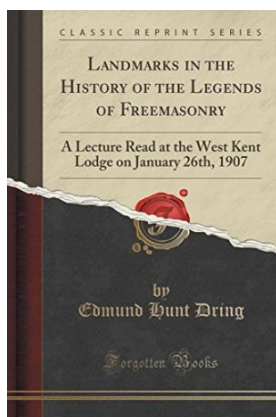 CLASSIC REPRINT SERIES
LANDMARKS IN THE
HISTORY OF THE LEGENDS
OF FREEMASONRY
A Lecture Read at the West Kent
Lodge on January 26th, 1907
by
Edmund Hunt Dring
Forgotten Books